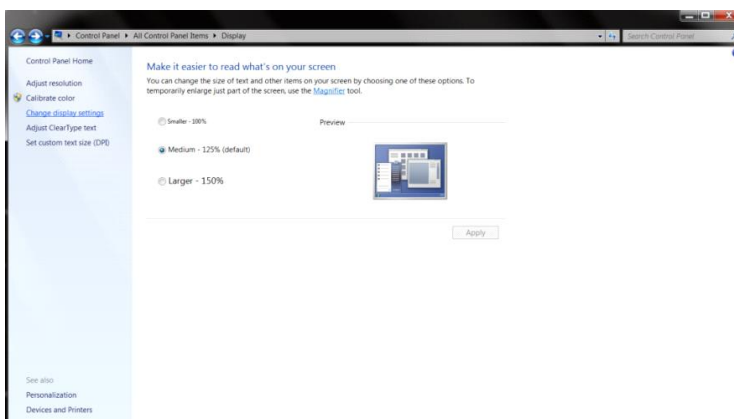 Control Panel ▸ All Control Panel Items ▸ Display
Search Control Panel
Control Panel Home
Adjust resolution
Calibrate color
Change display settings
Adjust ClearType text
Set custom text size (DPI)
Make it easier to read what's on your screen
You can change the size of text and other items on your screen by choosing one of these options. To
temporarily enlarge just part of the screen, use the Magnifier tool.
Smaller - 100%
Preview
Medium - 125% (default)
Larger - 150%
Apply
See also
Personalization
Devices and Printers